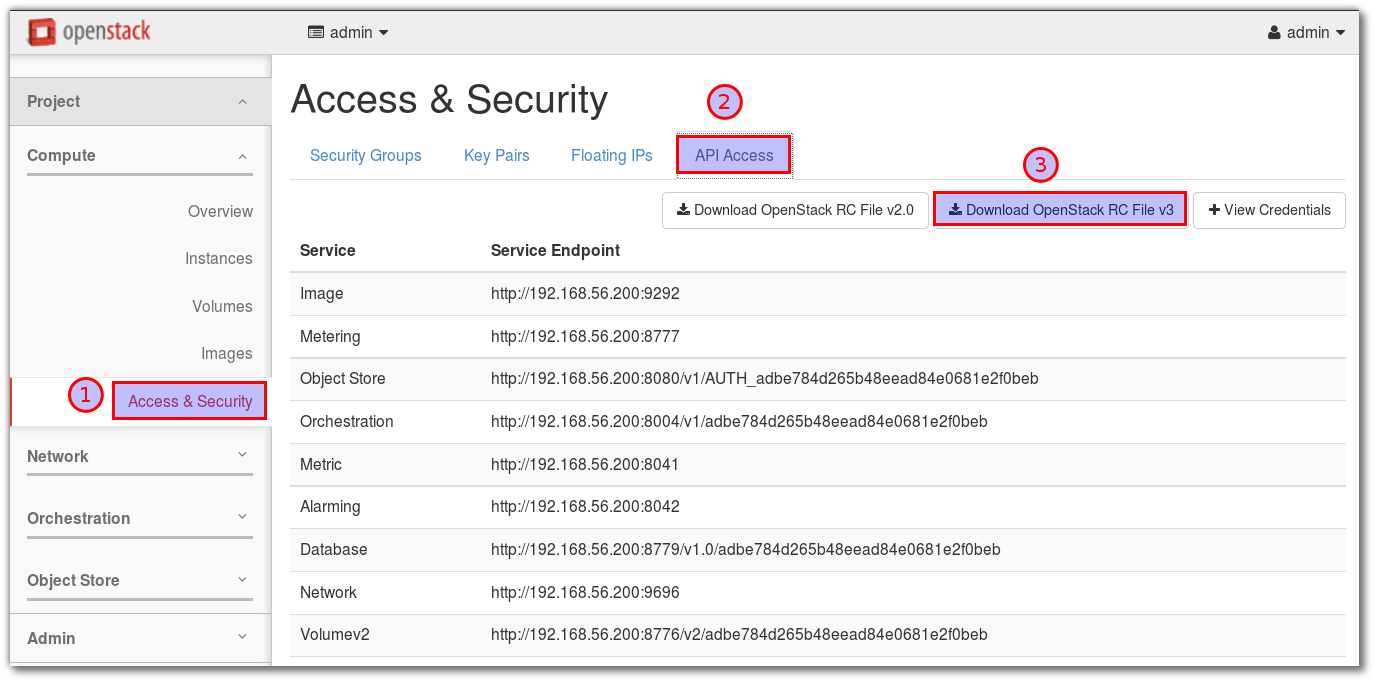 openstack
admin
admin
Project
Compute
Overview
Instances
Volumes
Images
1
Access & Security
Network
Orchestration
Object Store
Admin
Access & Security
2
Security Groups Key Pairs Floating IPs API Access
3
Download OpenStack RC File v2.0 Download OpenStack RC File v3 + View Credentials
Service Service Endpoint
Image http://192.168.56.200:9292
Metering http://192.168.56.200:8777
Object Store http://192.168.56.200:8080/v1/AUTH_adbe784d265b48eead84e0681e2f0beb
Orchestration http://192.168.56.200:8004/v1/adbe784d265b48eead84e0681e2f0beb
Metric http://192.168.56.200:8041
Alarming http://192.168.56.200:8042
Database http://192.168.56.200:8779/v1.0/adbe784d265b48eead84e0681e2f0beb
Network http://192.168.56.200:9696
Volumev2 http://192.168.56.200:8776/v2/adbe784d265b48eead84e0681e2f0beb